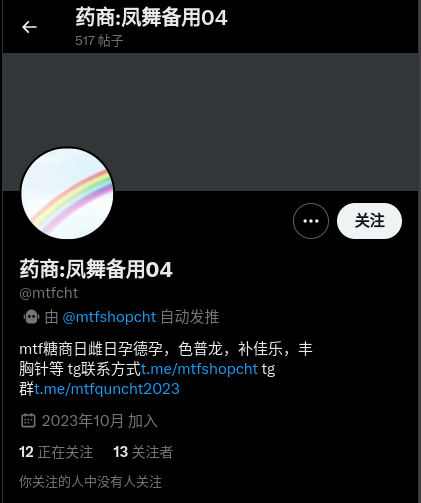 药商:凤舞备用04
517 帖子
关注
药商:凤舞备用04
@mtfcht
由 @mtfshopcht 自动发推
mtf糖商日雌日孕德孕，色普龙，补佳乐，丰
胸针等 tg联系方式t.me/mtfshopcht tg
群t.me/mtfquncht2023
2023年10月 加入
12 正在关注 13 关注者
你关注的人中没有人关注